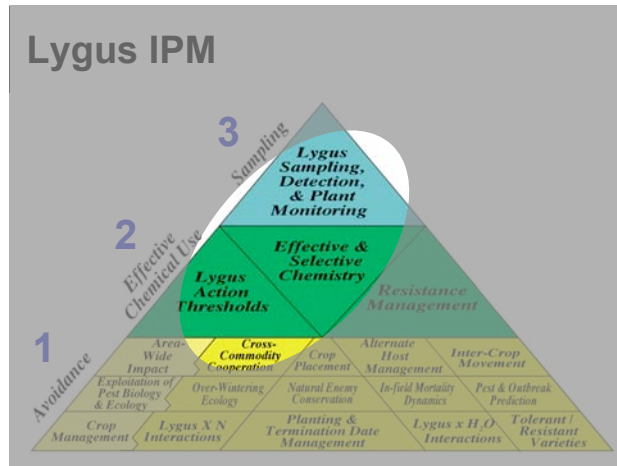 Lygus IPM
3
Sampling
Lygus
Sampling,
Detection,
& Plant
Monitoring
2
Effective
Chemical Use
Lygus
Action
Thresholds
Effective &
Selective
Chemistry
Resistance
Management
1
Avoidance
Area-
Wide
Impact
Cross-
Commodity
Cooperation
Crop
Placement
Alternate
Host
Management
Inter-Crop
Movement
Exploitation of
Pest Biology
& Ecology
Over-Wintering
Ecology
Natural Enemy
Conservation
In-field Mortality
Dynamics
Pest & Outbreak
Prediction
Crop
Management
Lygus X N
Interactions
Planting &
Termination Date
Management
Lygus x H2O
Interactions
Tolerant /
Resistant
Varieties